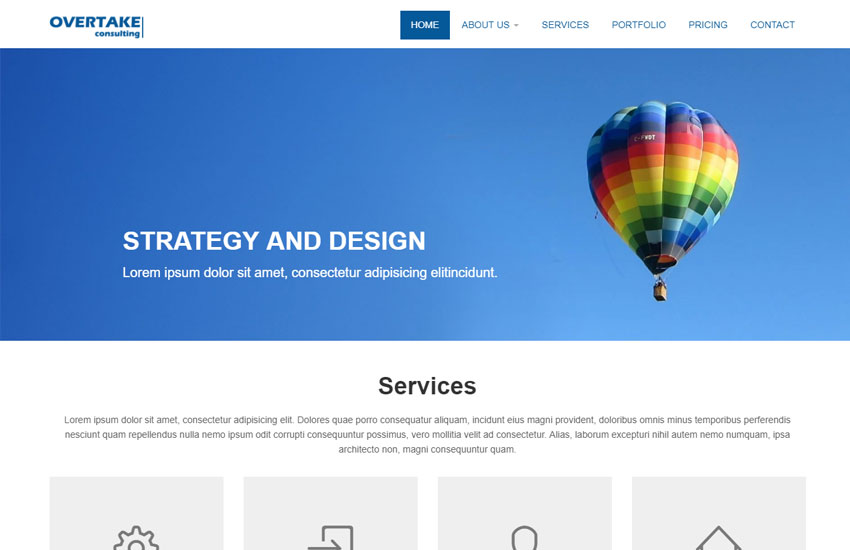 OVERTAKE
consulting
HOME ABOUT US SERVICES PORTFOLIO PRICING CONTACT
C-FWDT
STRATEGY AND DESIGN
Lorem ipsum dolor sit amet, consectetur adipisicing elitincidunt.
Services
Lorem ipsum dolor sit amet, consectetur adipisicing elit. Dolores quae porro consequatur aliquam, incidunt eius magni provident, doloribus omnis minus temporibus perferendis
nesciunt quam repellendus nulla nemo ipsum odit corrupti consequuntur possimus, vero mollitia velit ad consectetur. Alias, laborum excepturi nihil autem nemo numquam, ipsa
architecto non, magni consequuntur quam.